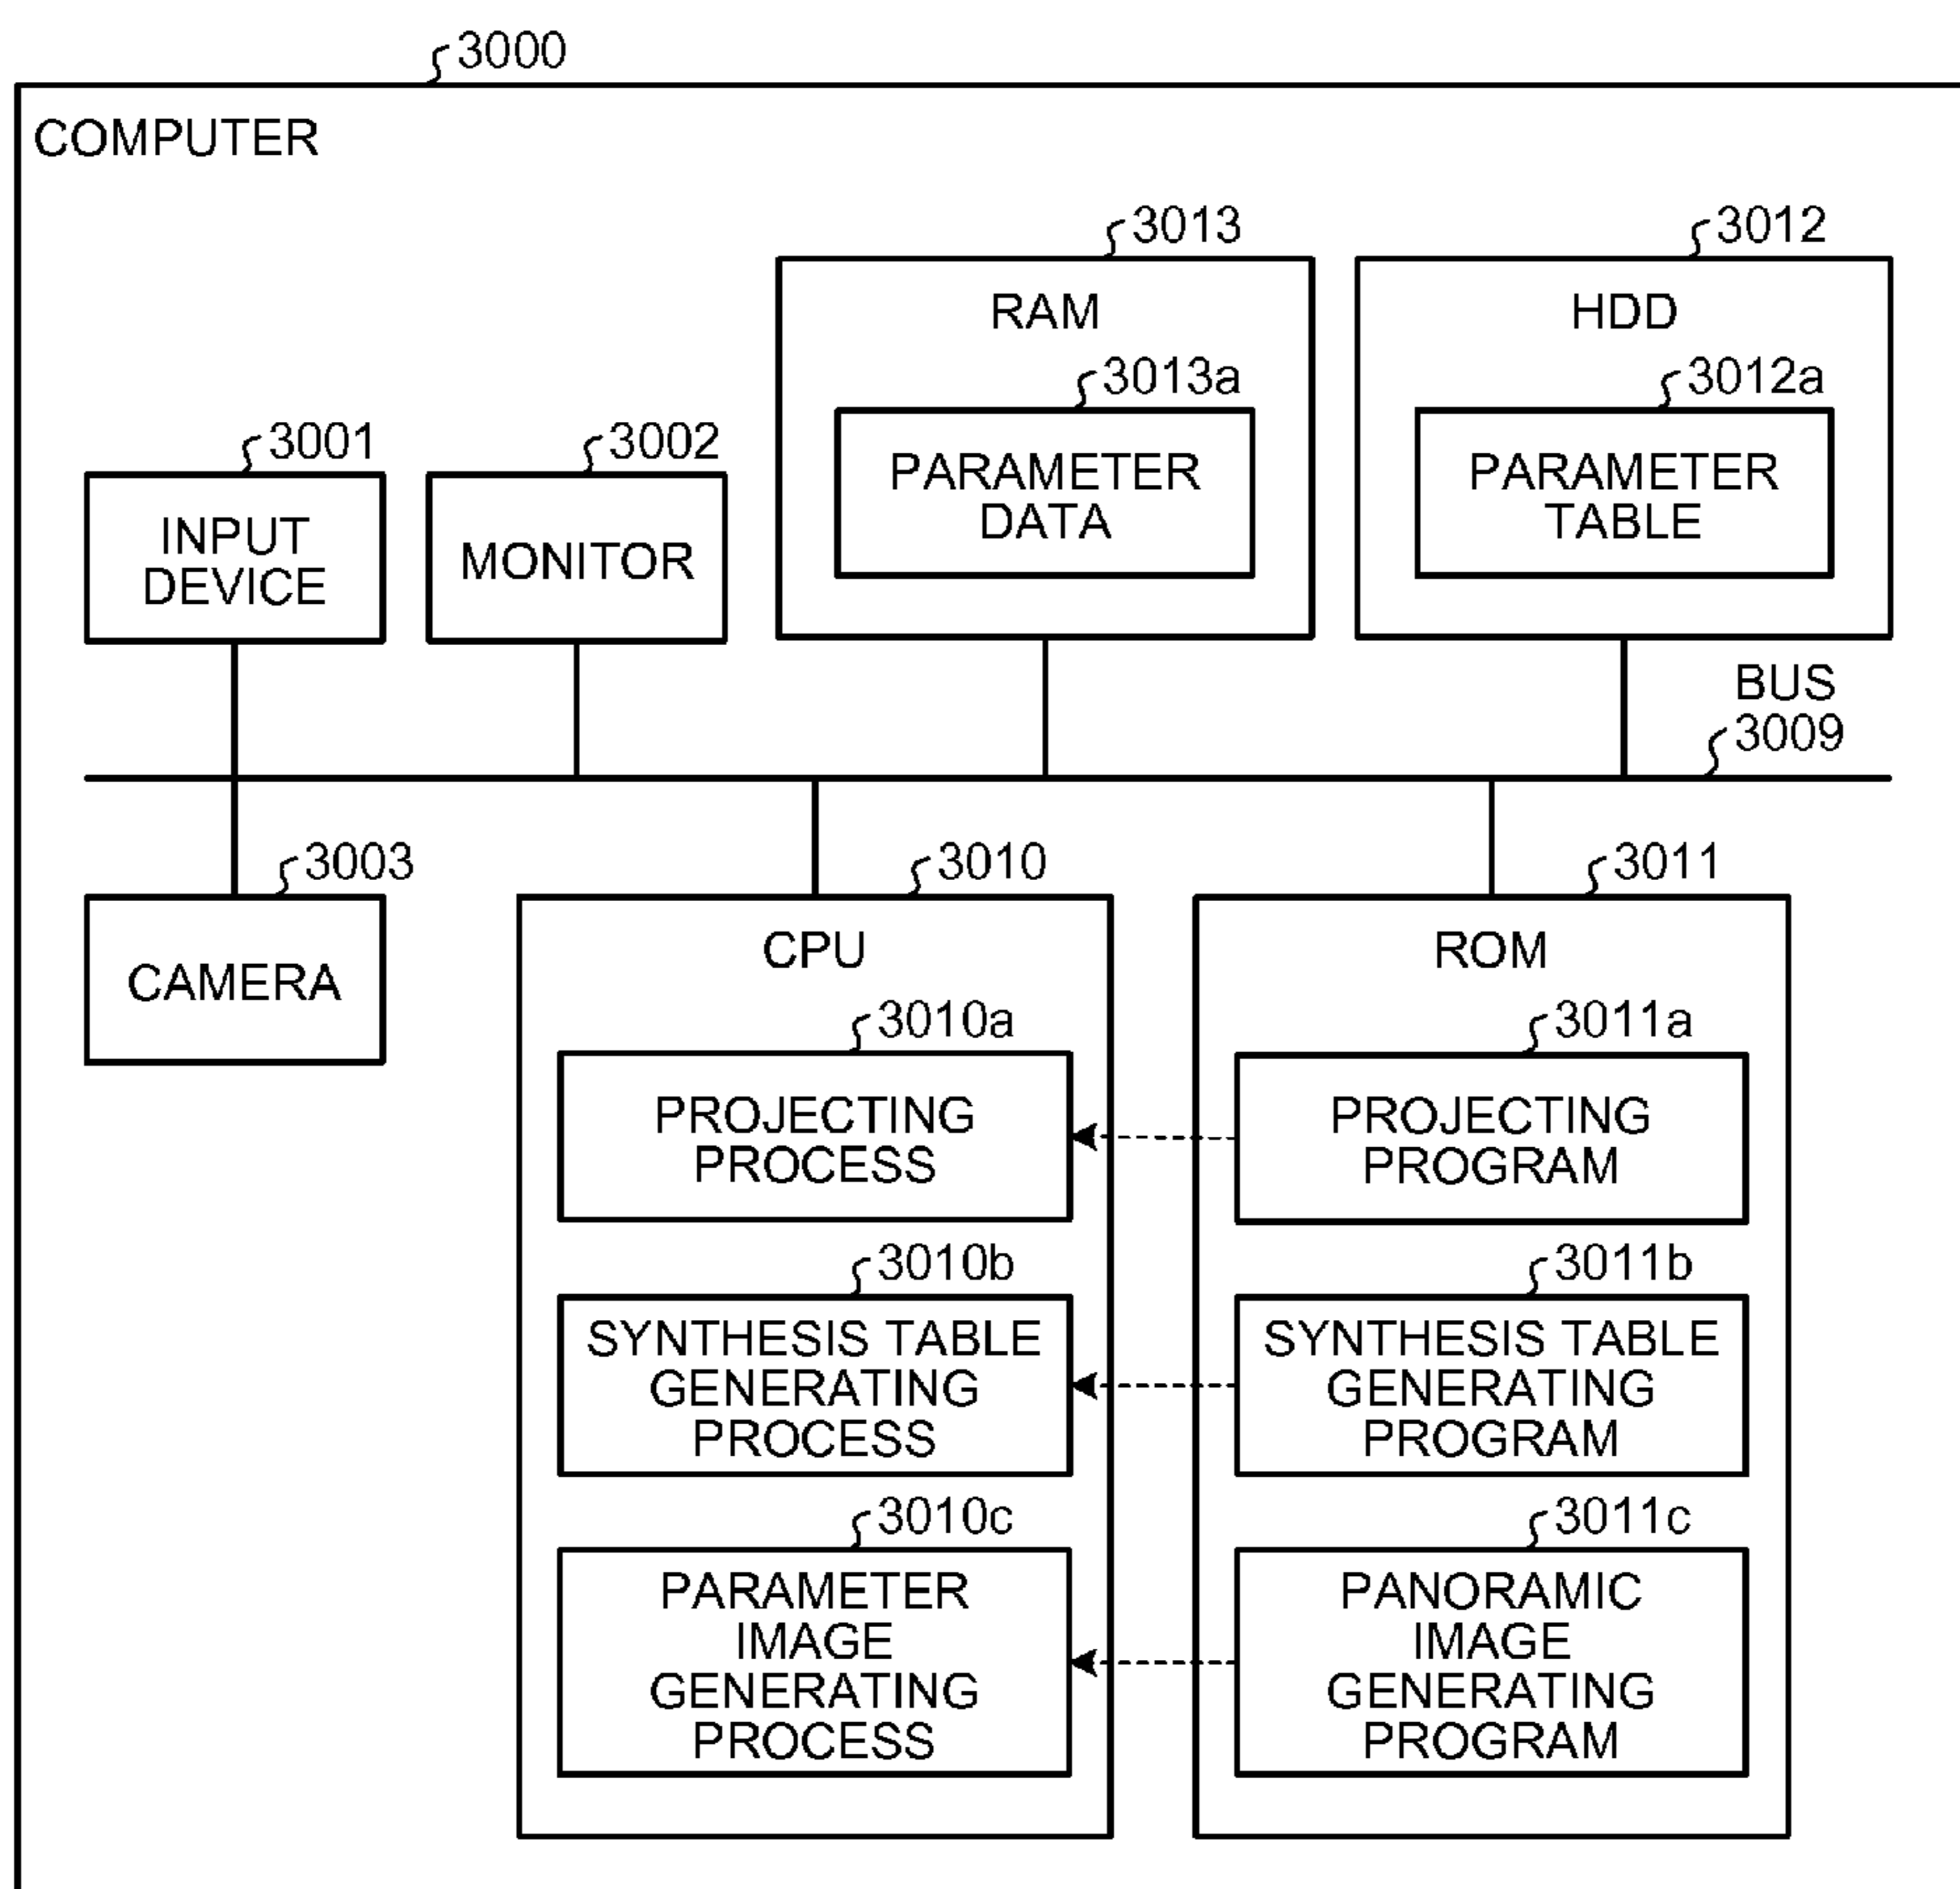 3000
COMPUTER
3013
RAM
3013a
PARAMETER
DATA
3012
HDD
3012a
PARAMETER
TABLE
3001
INPUT
DEVICE
3002
MONITOR
BUS
3009
3003
CAMERA
3010
CPU
3010a
PROJECTING
PROCESS
3010b
SYNTHESIS TABLE
GENERATING
PROCESS
3010c
PARAMETER
IMAGE
GENERATING
PROCESS
3011
ROM
3011a
PROJECTING
PROGRAM
3011b
SYNTHESIS TABLE
GENERATING
PROGRAM
3011c
PANORAMIC
IMAGE
GENERATING
PROGRAM